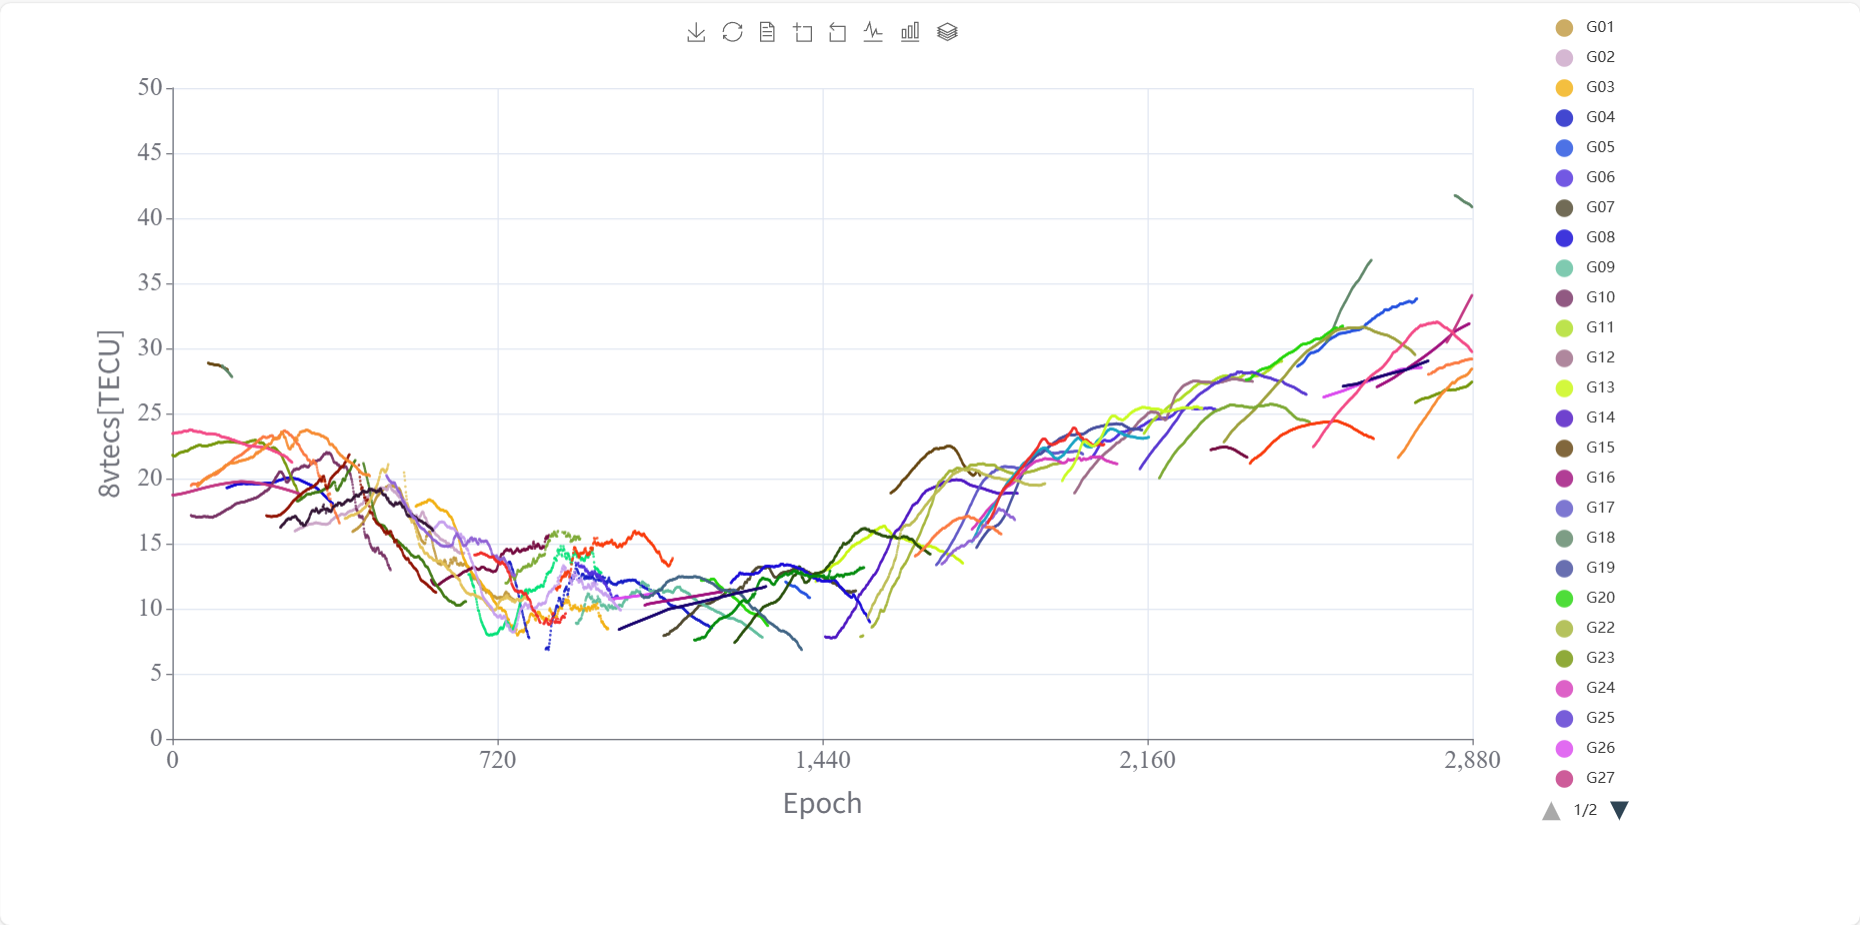 50
45
40
35
30
25
20
15
10
5
0
8vtecs[TECU]
0 720 1,440 2,160 2,880
Epoch
G01
G02
G03
G04
G05
G06
G07
G08
G09
G10
G11
G12
G13
G14
G15
G16
G17
G18
G19
G20
G22
G23
G24
G25
G26
G27
1/2